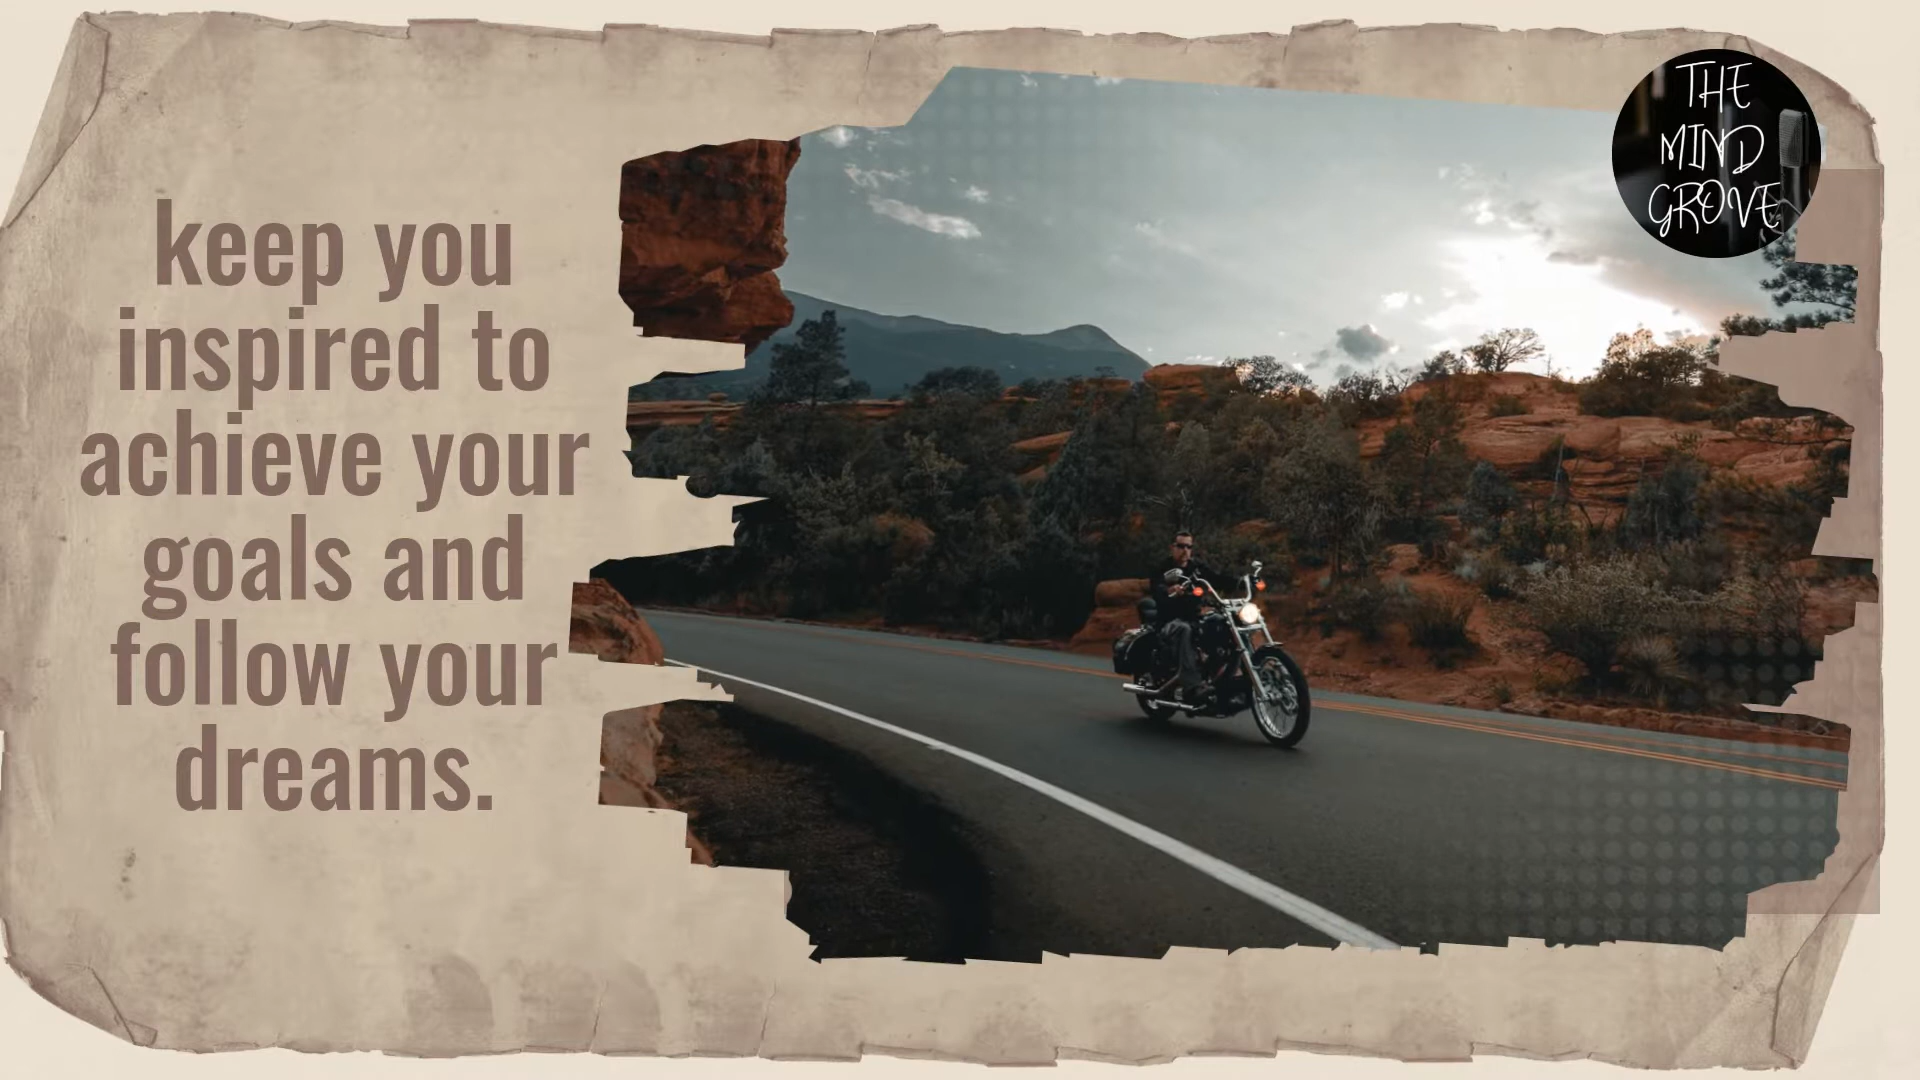 keep you
inspired to
achieve your
goals and
follow your
dreams.
THE
MIND
GROVE